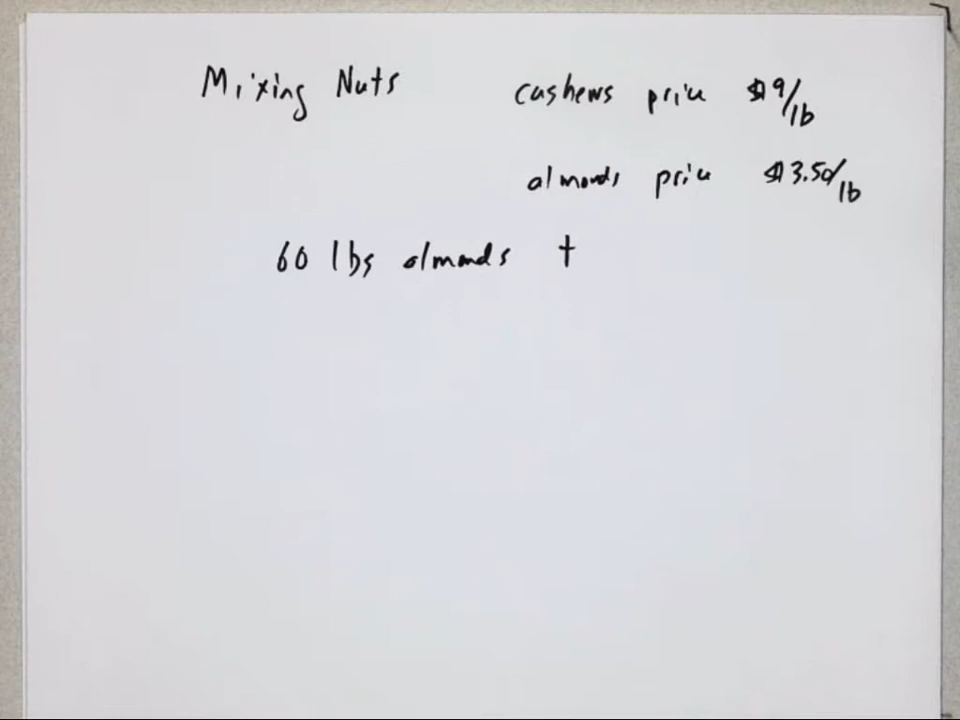 Mixing Nuts
cashews price $9/lb
almonds price $3.50/lb
60 lbs almonds +